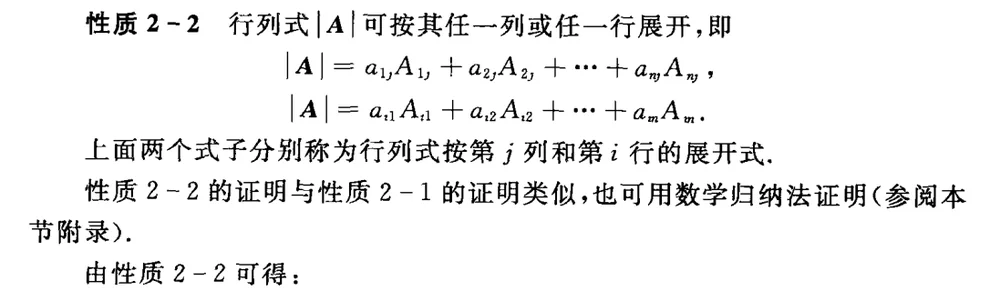 性质2-2 行列式|A|可按其任一列或任一行展开,即
|A| = a₁ⱼA₁ⱼ + a₂ⱼA₂ⱼ + ⋯ + aₙⱼAₙⱼ,
|A| = aᵢ₁Aᵢ₁ + aᵢ₂Aᵢ₂ + ⋯ + aᵢₙAᵢₙ.
上面两个式子分别称为行列式按第j列和第i行的展开式.
性质2-2的证明与性质2-1的证明类似,也可用数学归纳法证明(参阅本
节附录).
由性质2-2可得: